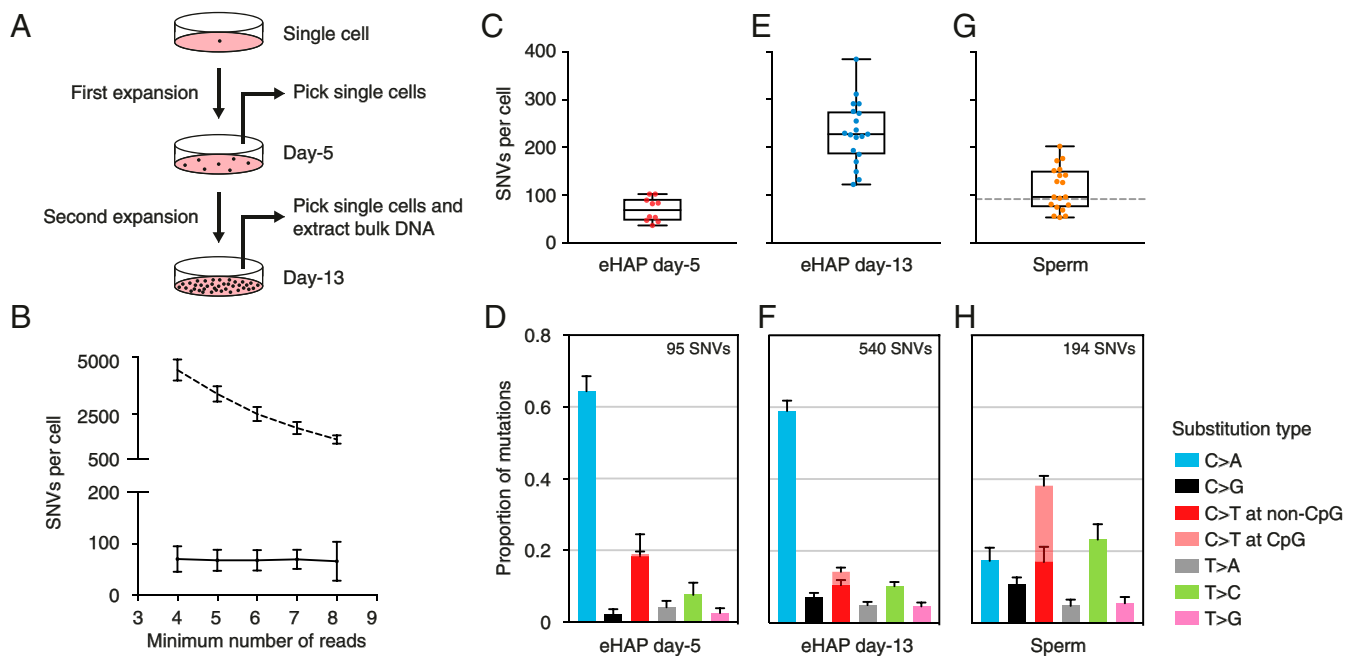 A
Single cell
First expansion
Pick single cells
Day-5
Second expansion
Pick single cells and
extract bulk DNA
Day-13
B
SNVs per cell
5000
2500
500
200
100
0
3 4 5 6 7 8 9
Minimum number of reads
C
SNVs per cell
400
300
200
100
0
eHAP day-5
E
eHAP day-13
G
Sperm
D
Proportion of mutations
0.8
0.6
0.4
0.2
0
95 SNVs
eHAP day-5
F
540 SNVs
eHAP day-13
H
194 SNVs
Sperm
Substitution type
C>A
C>G
C>T at non-CpG
C>T at CpG
T>A
T>C
T>G